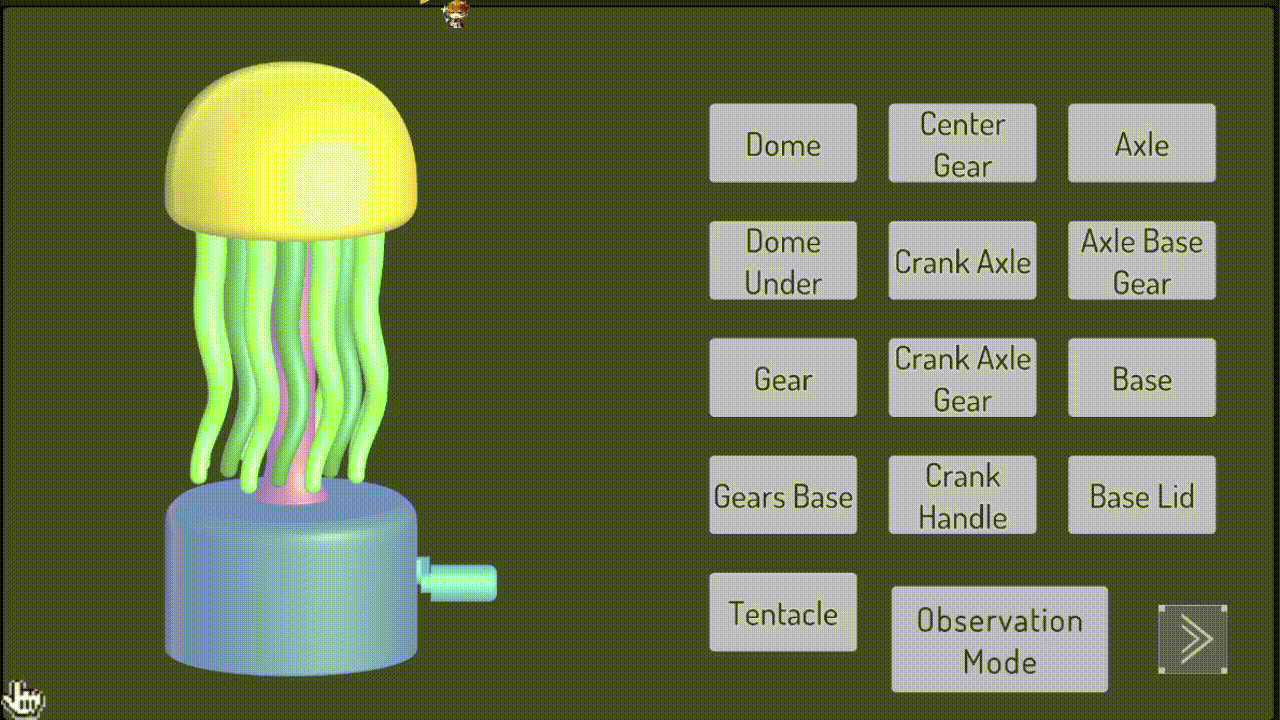 Dome
Center
Gear
Axle
Dome
Under
Crank Axle
Axle Base
Gear
Gear
Crank Axle
Gear
Base
Gears Base
Crank
Handle
Base Lid
Tentacle
Observation
Mode